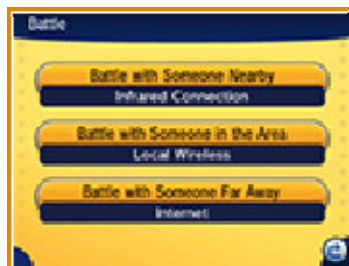 Battle
Battle with Someone Nearby
Infrared Connection
Battle with Someone in the Area
Local Wireless
Battle with Someone Far Away
Internet